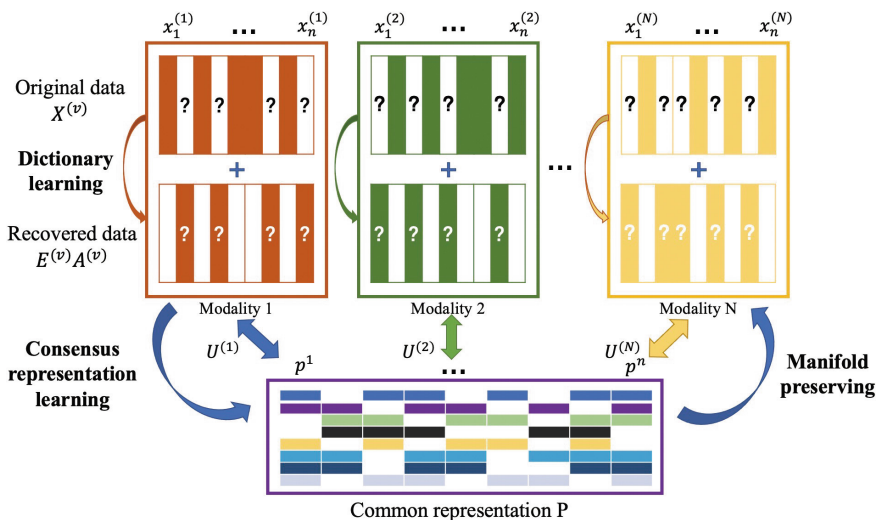 $x_1^{(1)}$ ... $x_n^{(1)}$ $x_1^{(2)}$ ... $x_n^{(2)}$ $x_1^{(N)}$ ... $x_n^{(N)}$
Original data
$X^{(v)}$
? ? ? ?
? ? ? ?
? ? ? ? ?
Dictionary
learning
+ + ... +
Recovered data
$E^{(v)}A^{(v)}$
? ? ? ?
? ? ? ?
? ? ? ? ?
Modality 1 Modality 2 Modality N
Consensus
representation
learning
$U^{(1)}$ $U^{(2)}$ $U^{(N)}$
$p^1$ ... $p^n$
Manifold
preserving
Common representation P